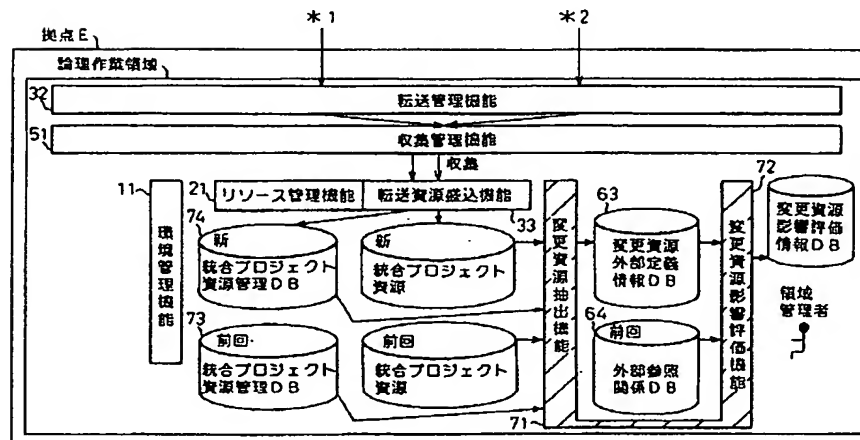 *1
*2
拠点E
論理作業領域
32
転送管理機能
51
収集管理機能
収集
11
環境管理機能
21
リソース管理機能
転送資源盛込機能
33
74
新
統合プロジェクト
資源管理DB
新
統合プロジェクト
資源
73
前回
統合プロジェクト
資源管理DB
前回
統合プロジェクト
資源
変更資源抽出機能
71
63
変更資源
外部定義
情報DB
64
前回
外部参照
関係DB
72
変更資源影響評価機能
変更資源
影響評価
情報DB
領域
管理者